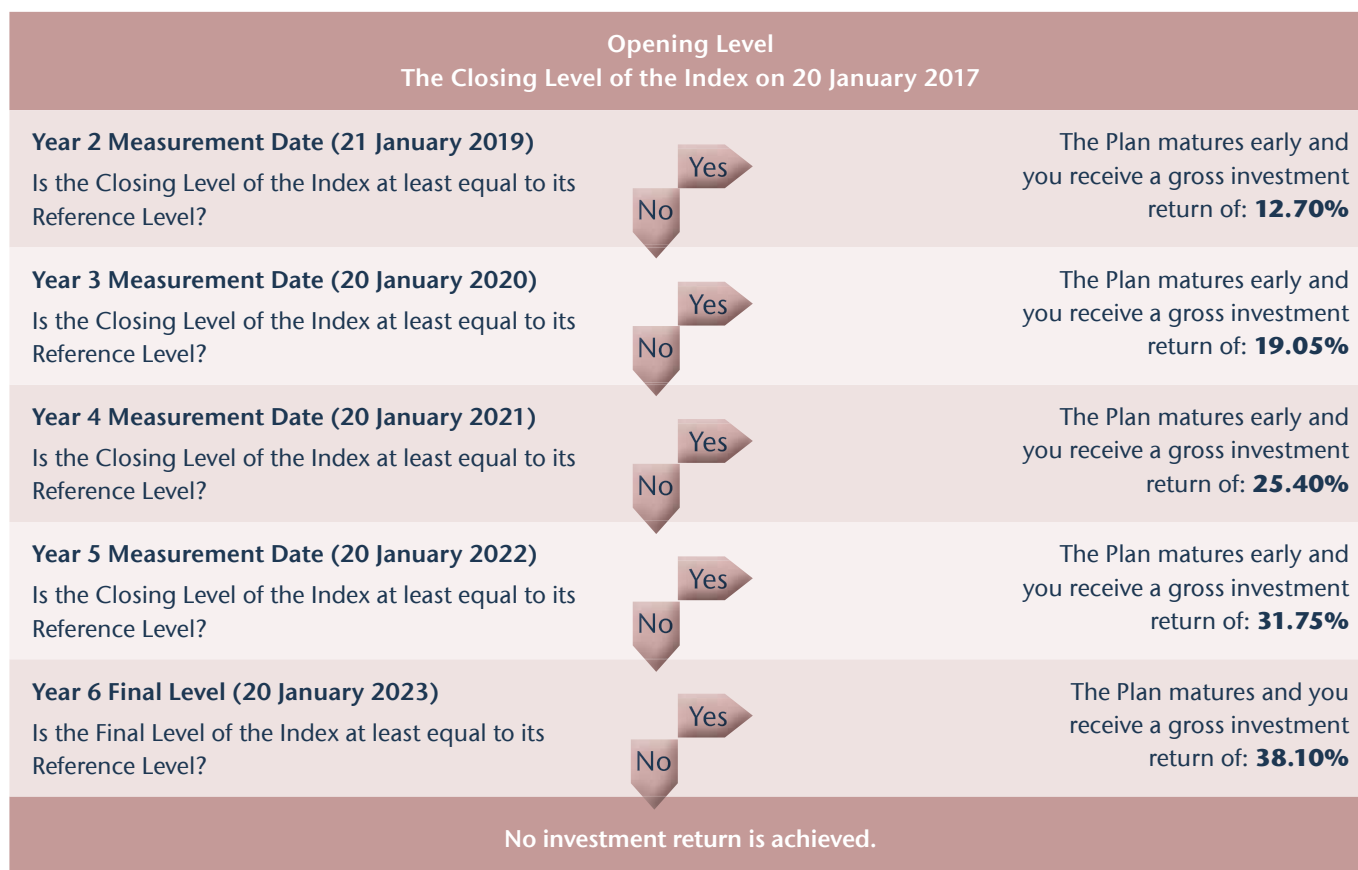 Opening Level
The Closing Level of the Index on 20 January 2017
Year 2 Measurement Date (21 January 2019)
Is the Closing Level of the Index at least equal to its
Reference Level?
Yes
No
The Plan matures early and
you receive a gross investment
return of: 12.70%
Year 3 Measurement Date (20 January 2020)
Is the Closing Level of the Index at least equal to its
Reference Level?
Yes
No
The Plan matures early and
you receive a gross investment
return of: 19.05%
Year 4 Measurement Date (20 January 2021)
Is the Closing Level of the Index at least equal to its
Reference Level?
Yes
No
The Plan matures early and
you receive a gross investment
return of: 25.40%
Year 5 Measurement Date (20 January 2022)
Is the Closing Level of the Index at least equal to its
Reference Level?
Yes
No
The Plan matures early and
you receive a gross investment
return of: 31.75%
Year 6 Final Level (20 January 2023)
Is the Final Level of the Index at least equal to its
Reference Level?
Yes
No
The Plan matures and you
receive a gross investment
return of: 38.10%
No investment return is achieved.